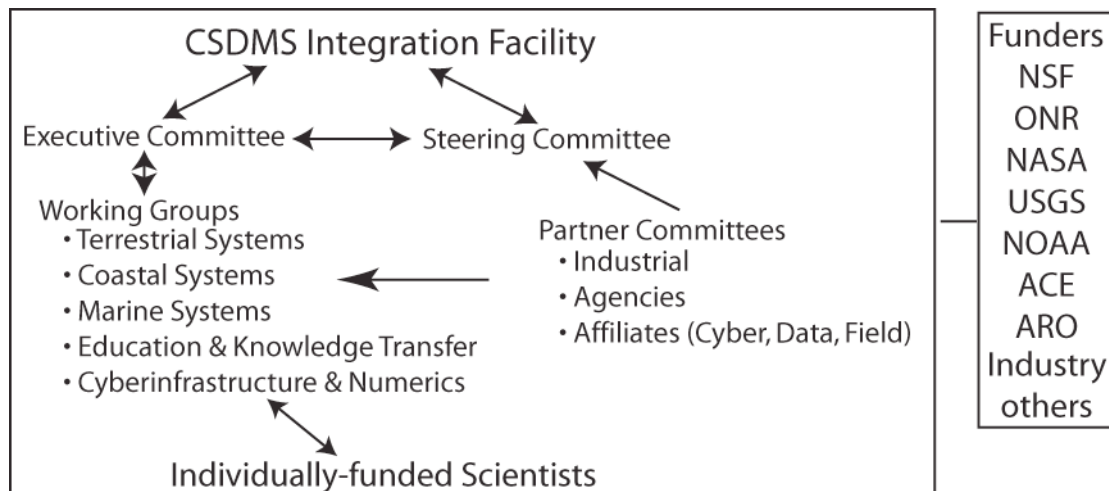 CSDMS Integration Facility
Executive Committee
Steering Committee
Working Groups
• Terrestrial Systems
• Coastal Systems
• Marine Systems
• Education & Knowledge Transfer
• Cyberinfrastructure & Numerics
Partner Committees
• Industrial
• Agencies
• Affiliates (Cyber, Data, Field)
Individually-funded Scientists
Funders
NSF
ONR
NASA
USGS
NOAA
ACE
ARO
Industry
others